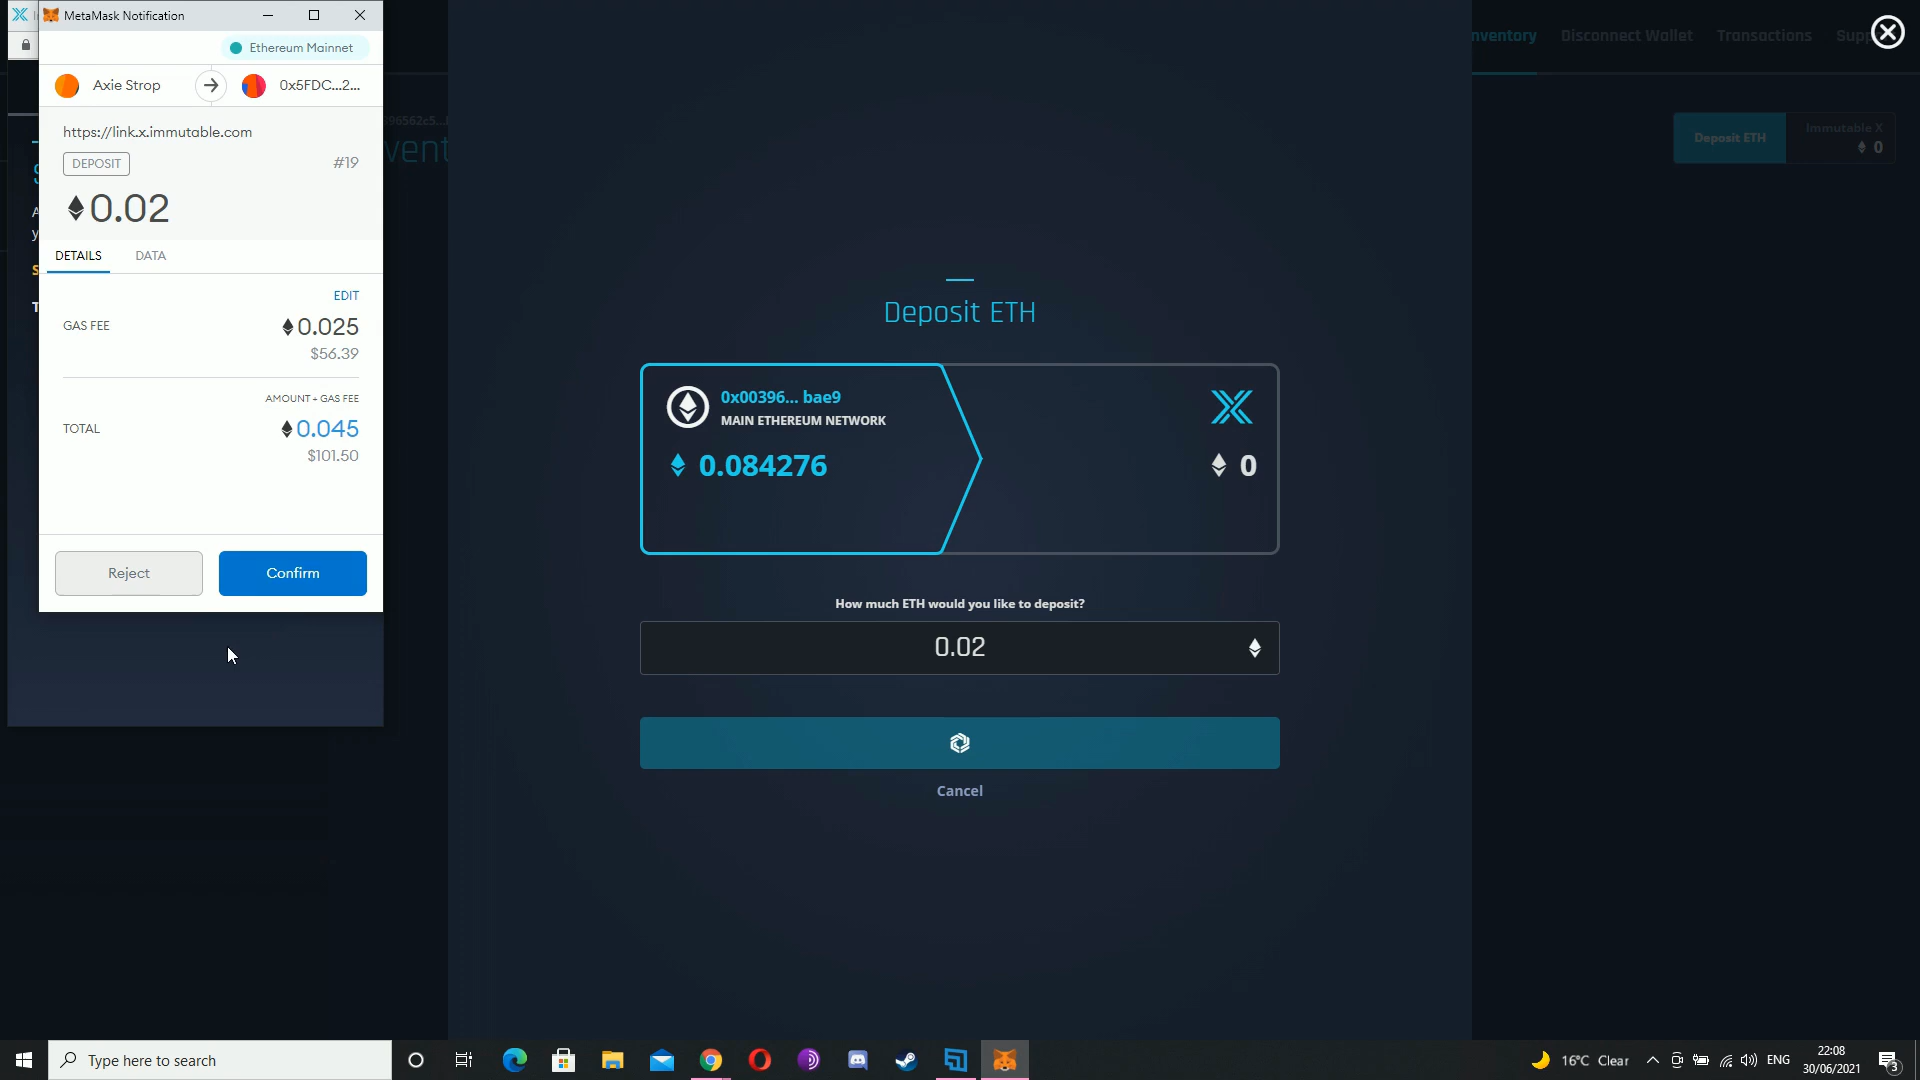 MetaMask Notification
Ethereum Mainnet
Axie Strop
0x5FDC...2...
https://link.x.immutable.com
DEPOSIT
#19
0.02
DETAILS
DATA
EDIT
GAS FEE
0.025
$56.39
AMOUNT + GAS FEE
TOTAL
0.045
$101.50
Reject
Confirm
nventory
Disconnect Wallet
Transactions
Supp
96562c5...
vent
Deposit ETH
Immutable X
0
Deposit ETH
0x00396... bae9
MAIN ETHEREUM NETWORK
0.084276
0
How much ETH would you like to deposit?
0.02
Cancel
Type here to search
16°C Clear
ENG
22:08
30/06/2021
3